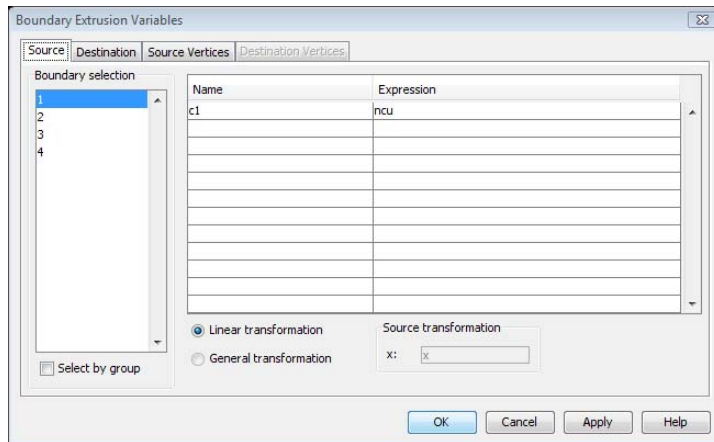 Boundary Extrusion Variables
Source Destination Source Vertices Destination Vertices
Boundary selection
1
2
3
4
Name Expression
c1 ncu
Linear transformation
General transformation
Source transformation
x: x
Select by group
OK Cancel Apply Help